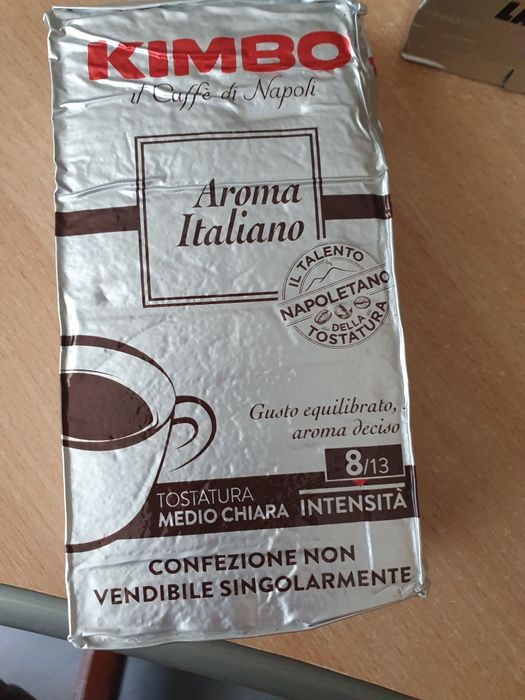 KIMBO
il Caffè di Napoli
Aroma
Italiano
IL TALENTO
NAPOLETANO
DELLA
TOSTATURA
Gusto equilibrato,
aroma deciso
8/13
TOSTATURA
MEDIO CHIARA
INTENSITÀ
CONFEZIONE NON
VENDIBILE SINGOLARMENTE